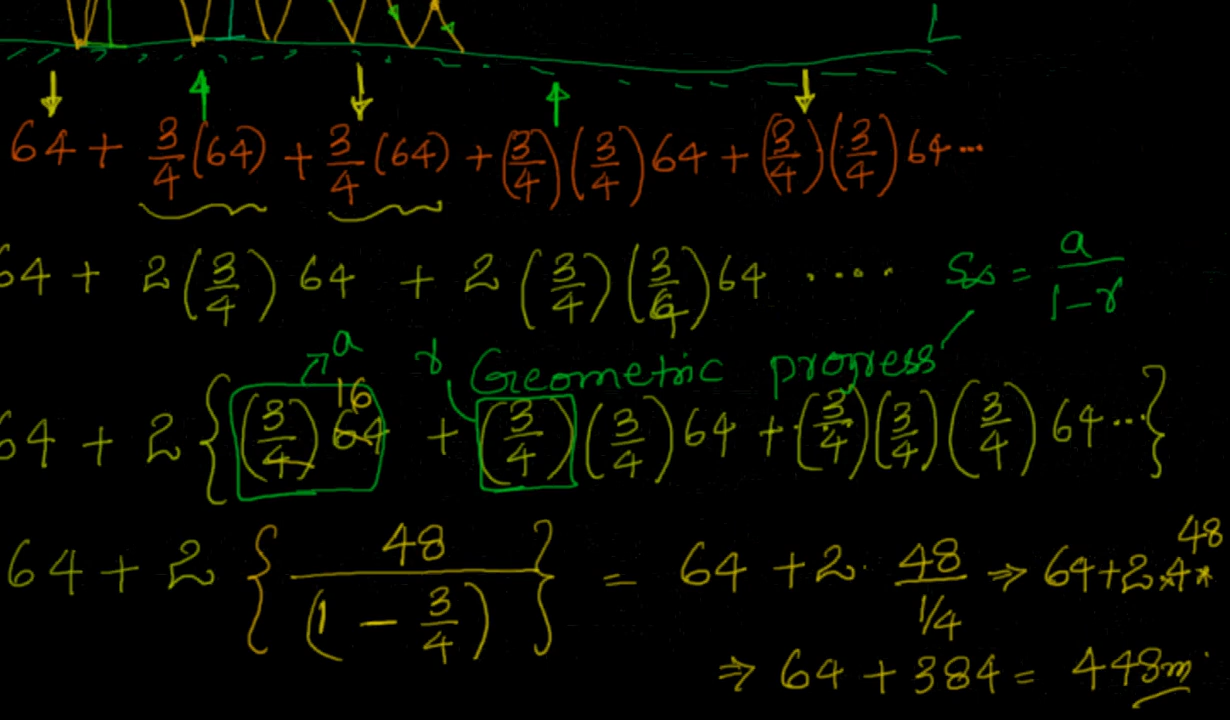 64 + 3/4 (64) + 3/4 (64) + (3/4)(3/4) 64 + (3/4)(3/4) 64 ...
64 + 2 (3/4) 64 + 2 (3/4)(3/4) 64 ..... S∞ = a/(1-r)
a r Geometric progress
16
64 + 2 { (3/4) 64 + (3/4)(3/4) 64 + (3/4)(3/4)(3/4) 64 ... }
64 + 2 { 48/(1 - 3/4) } = 64 + 2 . 48/(1/4) ⇒ 64 + 2 * 4 * 48
⇒ 64 + 384 = 448m